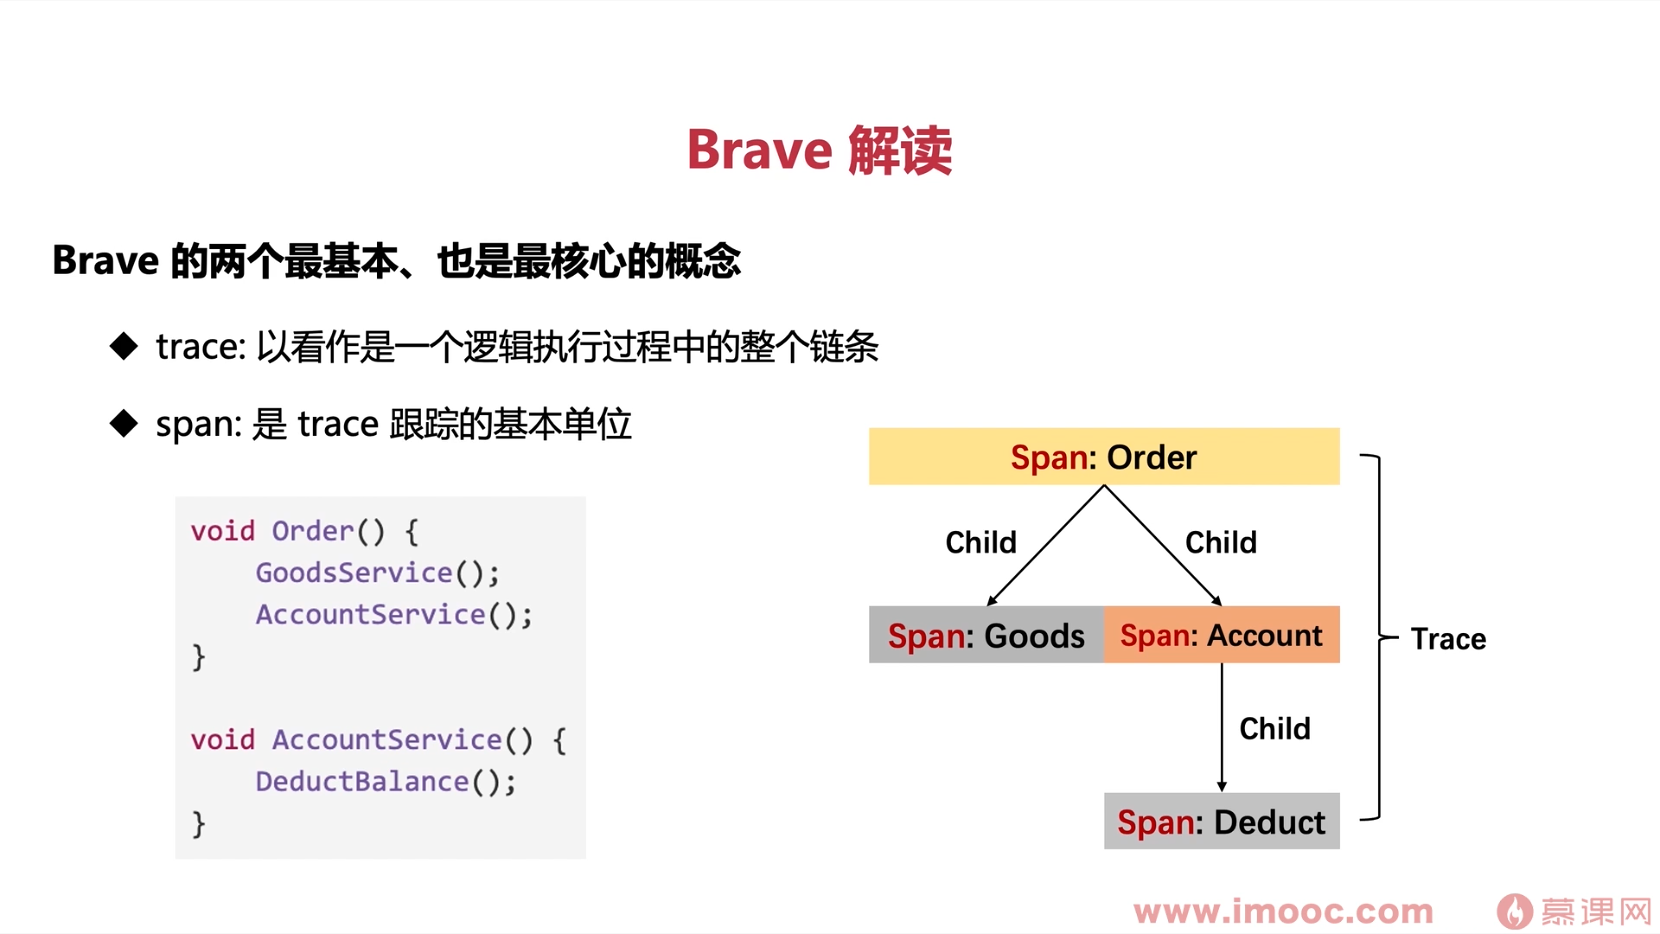 Brave 解读
Brave 的两个最基本、也是最核心的概念
◆ trace: 以看作是一个逻辑执行过程中的整个链条
◆ span: 是 trace 跟踪的基本单位
void Order() {
    GoodsService();
    AccountService();
}
void AccountService() {
    DeductBalance();
}
Span: Order
Child
Child
Span: Goods
Span: Account
Trace
Child
Span: Deduct
www.imooc.com
慕课网